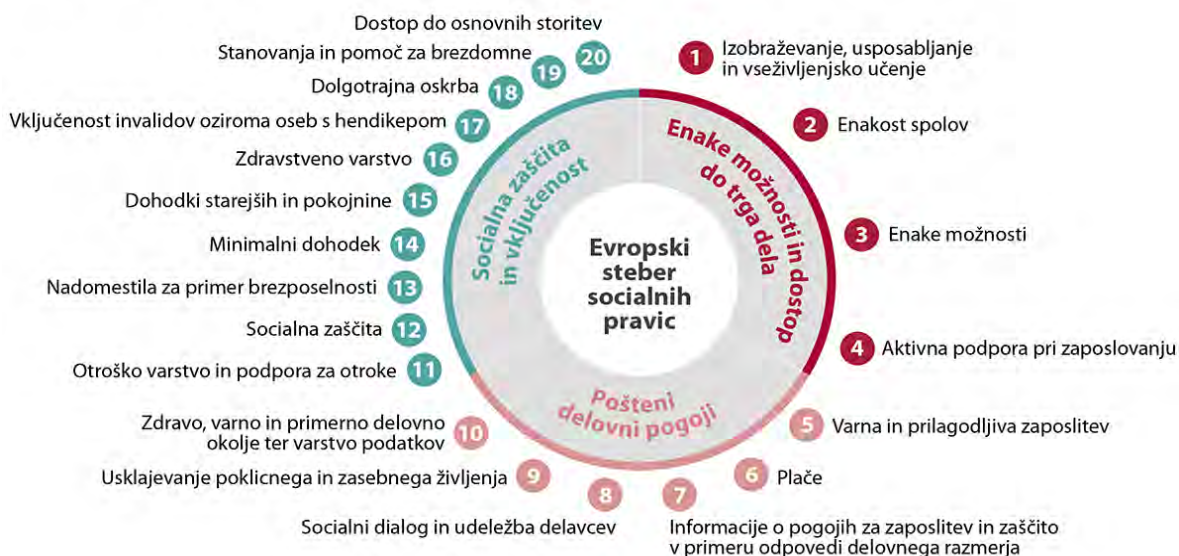 Evropski
steber
socialnih
pravic
Enake možnosti in dostop
do trga dela
1 Izobraževanje, usposabljanje
in vseživljenjsko učenje
2 Enakost spolov
3 Enake možnosti
4 Aktivna podpora pri zaposlovanju
Pošteni
delovni pogoji
5 Varna in prilagodljiva zaposlitev
6 Plače
7 Informacije o pogojih za zaposlitev in zaščito
v primeru odpovedi delovnega razmerja
8 Socialni dialog in udeležba delavcev
9 Usklajevanje poklicnega in zasebnega življenja
10 Zdravo, varno in primerno delovno
okolje ter varstvo podatkov
Socialna zaščita
in vključenost
11 Otroško varstvo in podpora za otroke
12 Socialna zaščita
13 Nadomestila za primer brezposelnosti
14 Minimalni dohodek
15 Dohodki starejših in pokojnine
16 Zdravstveno varstvo
17 Vključenost invalidov oziroma oseb s hendikepom
18 Dolgotrajna oskrba
19 Stanovanja in pomoč za brezdomne
20 Dostop do osnovnih storitev